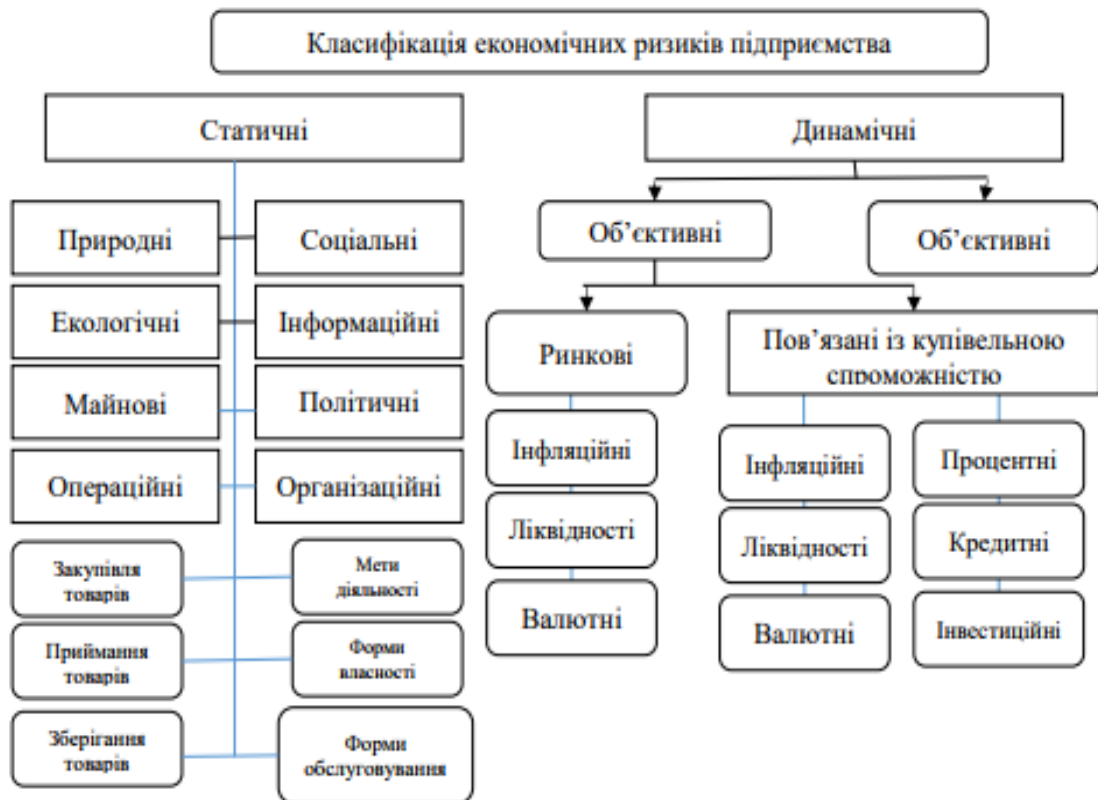 Класифікація економічних ризиків підприємства
Статичні
Динамічні
Природні
Соціальні
Об’єктивні
Об’єктивні
Екологічні
Інформаційні
Ринкові
Пов’язані із купівельною
спроможністю
Майнові
Політичні
Інфляційні
Інфляційні
Процентні
Операційні
Організаційні
Ліквідності
Ліквідності
Кредитні
Закупівля
товарів
Мети
діяльності
Валютні
Валютні
Інвестиційні
Приймання
товарів
Форми
власності
Зберігання
товарів
Форми
обслуговування